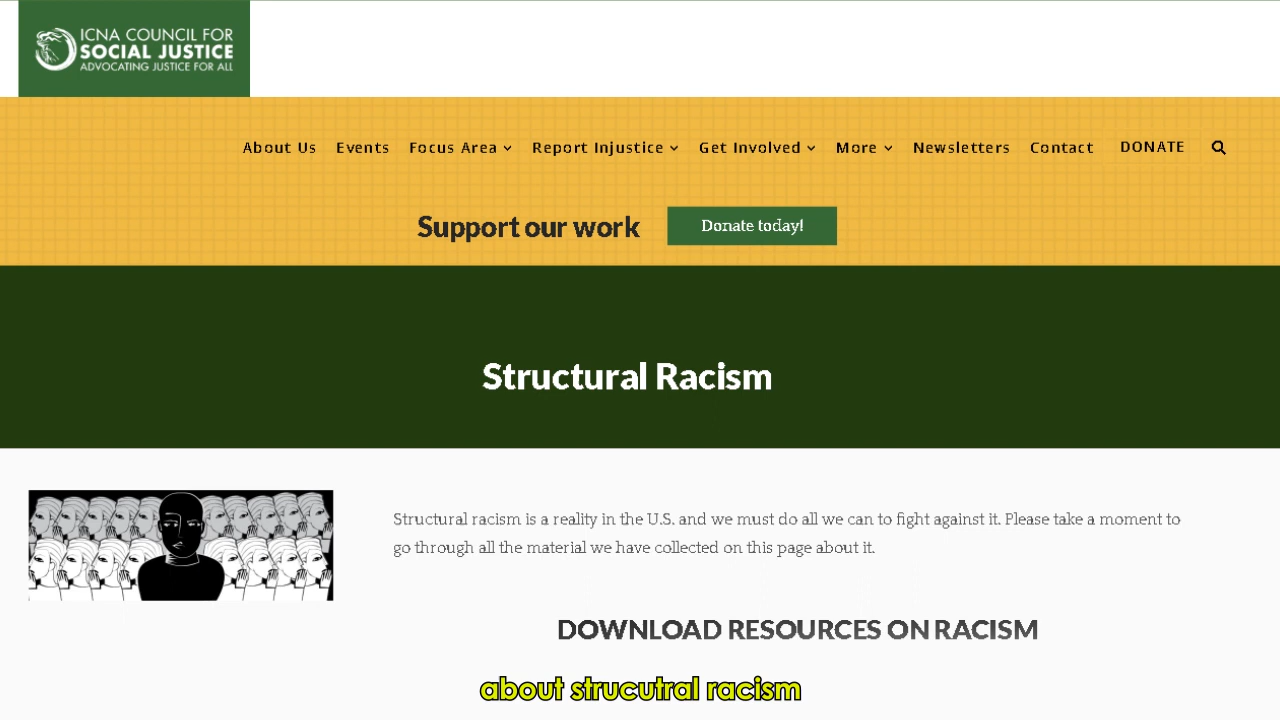 ICNA COUNCIL FOR
SOCIAL JUSTICE
ADVOCATING JUSTICE FOR ALL
About Us Events Focus Area Report Injustice Get Involved More Newsletters Contact DONATE
Support our work Donate today!
Structural Racism
Structural racism is a reality in the U.S. and we must do all we can to fight against it. Please take a moment to
go through all the material we have collected on this page about it.
DOWNLOAD RESOURCES ON RACISM
about strucutral racism